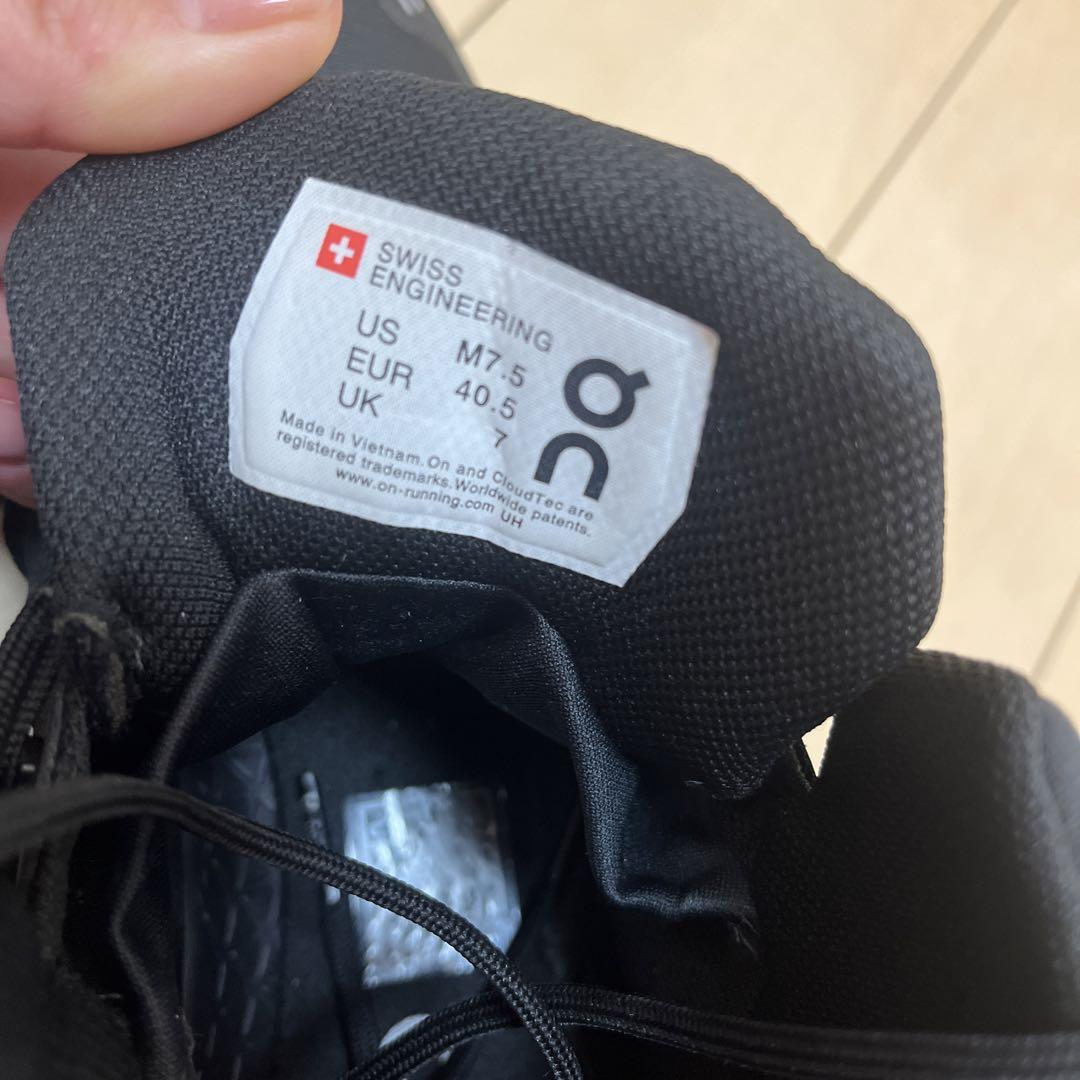 SWISS
ENGINEERING
US M7.5
EUR 40.5
UK 7
On
Made in Vietnam. On and CloudTec are
registered trademarks. Worldwide patents.
www.on-running.com UH